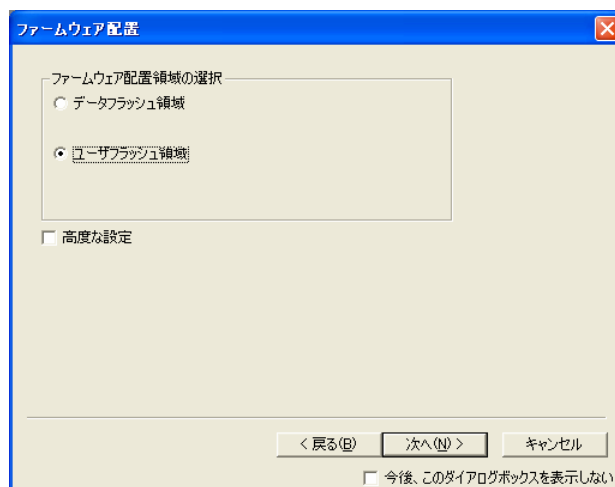 ファームウェア配置
ファームウェア配置領域の選択
データフラッシュ領域
ユーザフラッシュ領域
高度な設定
< 戻る(B)
次へ(N) >
キャンセル
今後、このダイアログボックスを表示しない